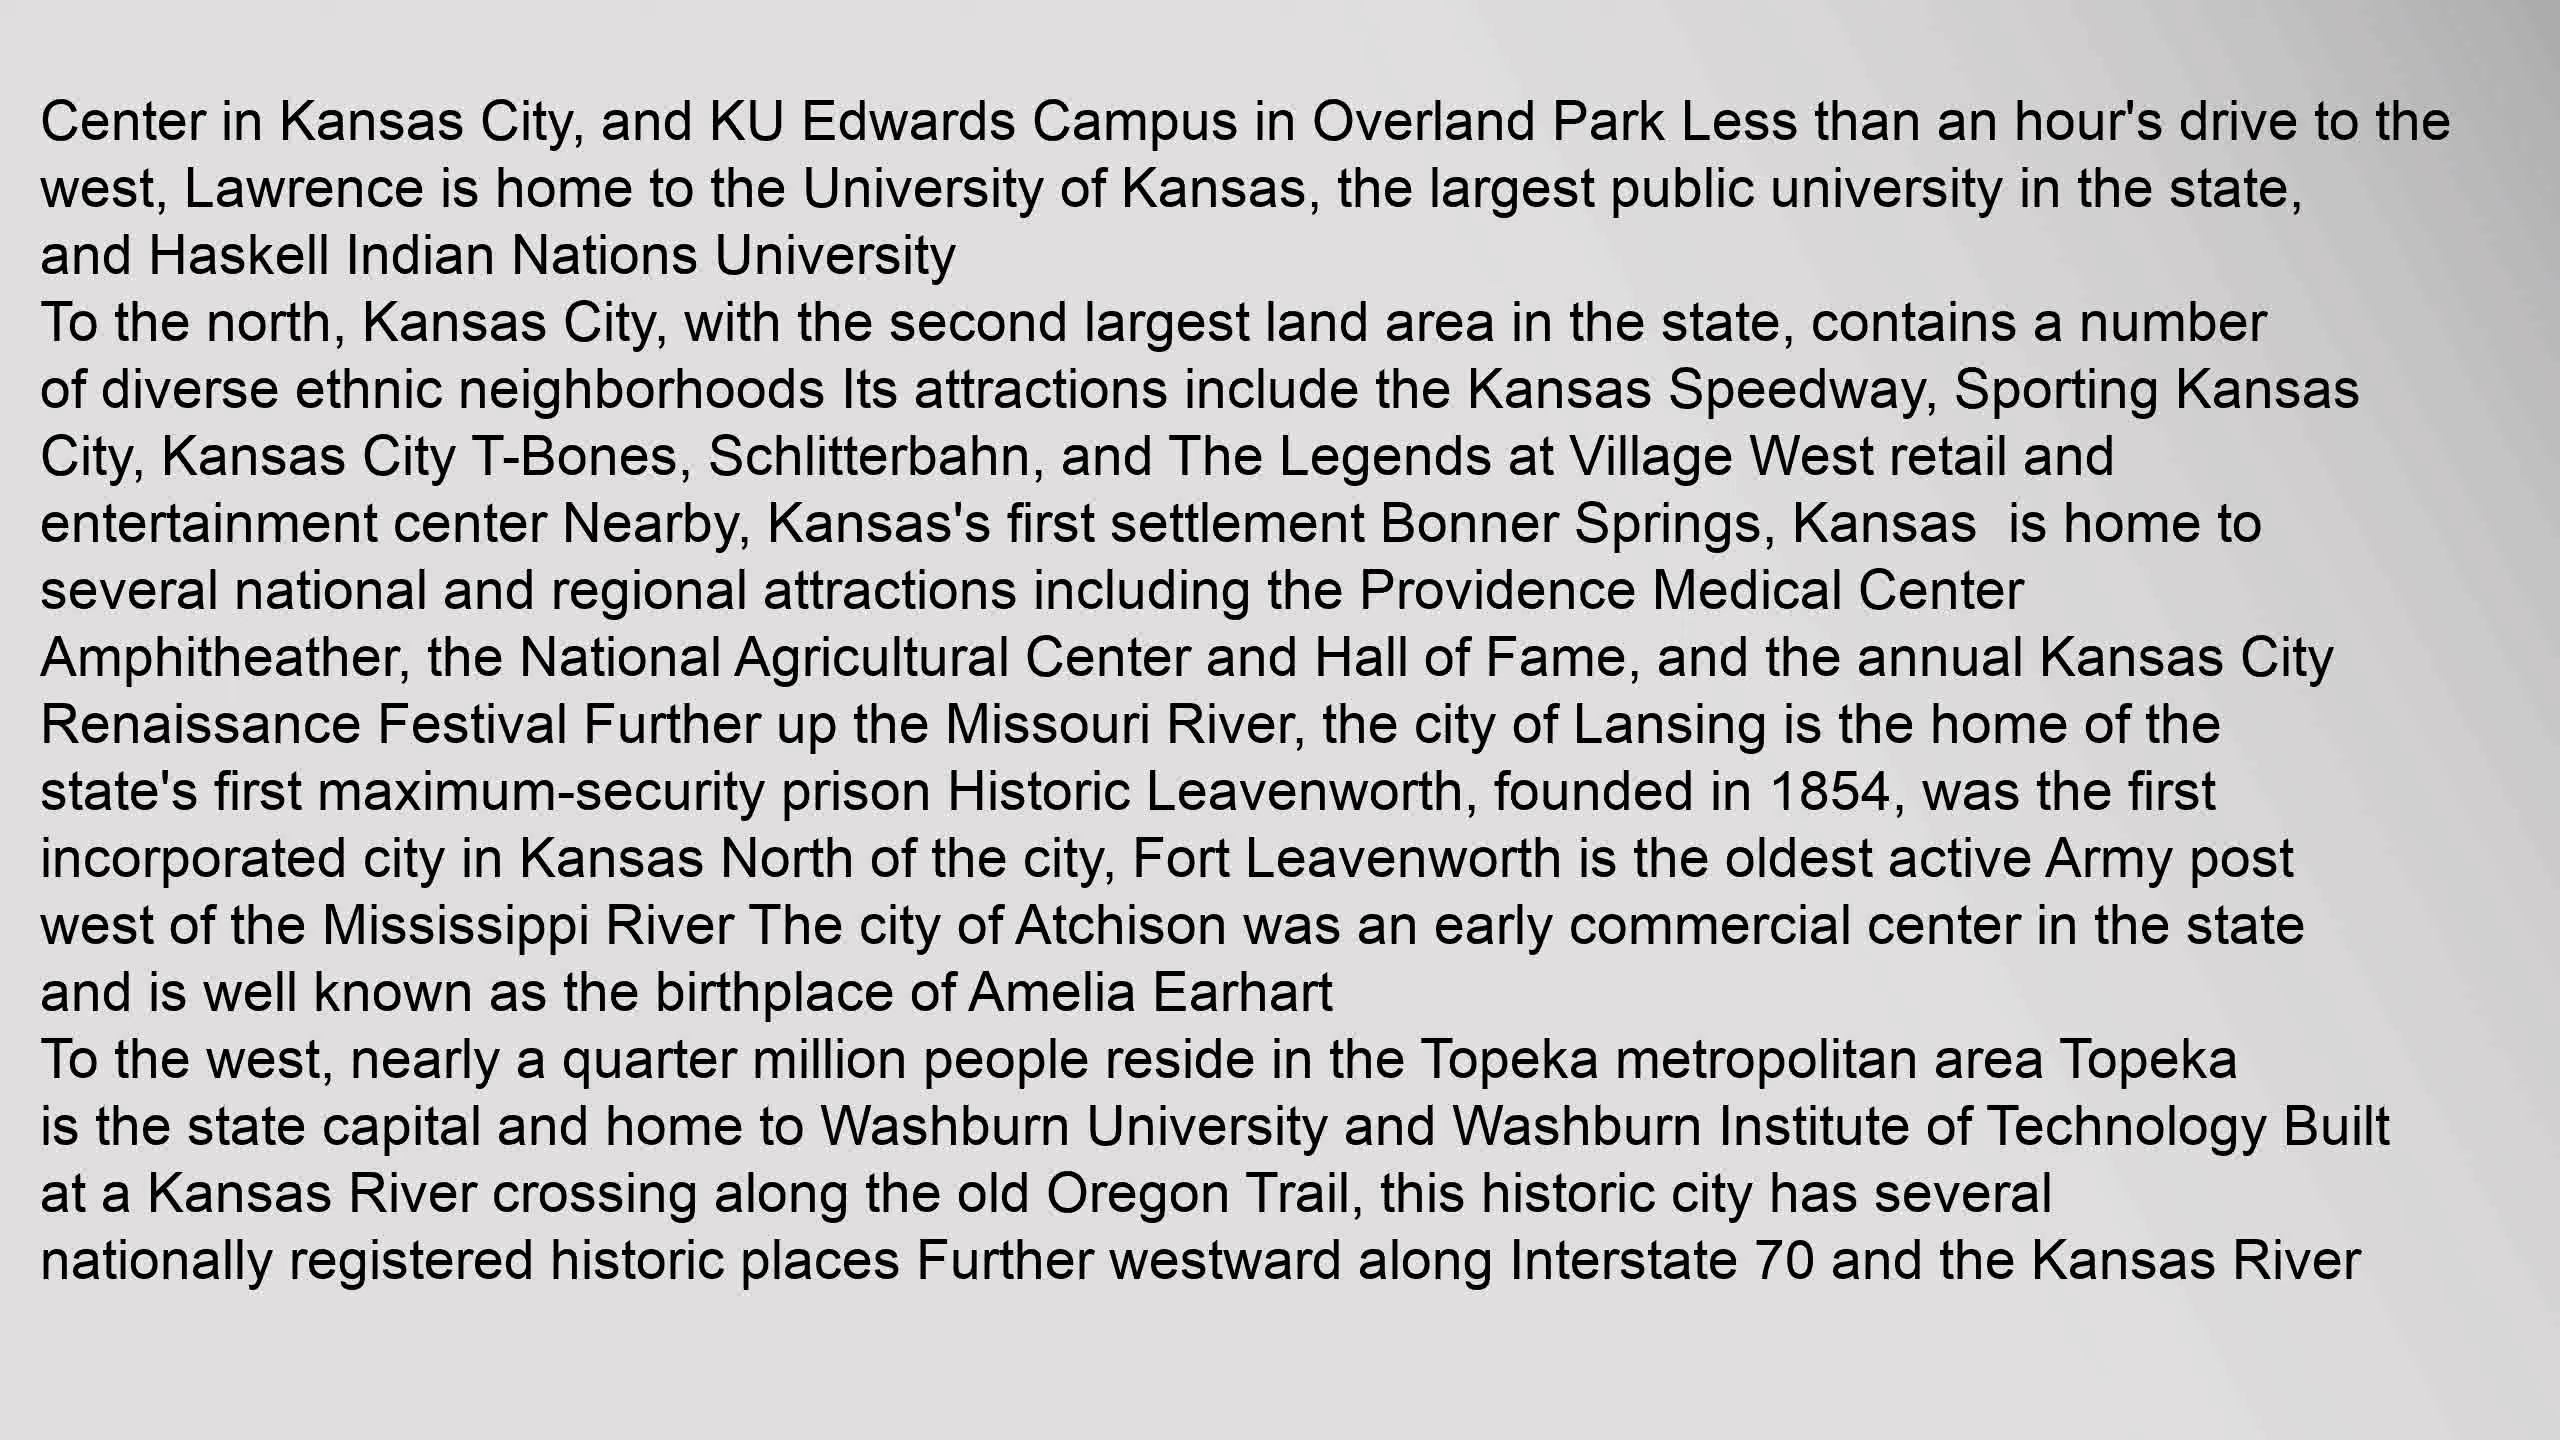 Center in Kansas City, and KU Edwards Campus in Overland Park Less than an hour's drive to the
west, Lawrence is home to the University of Kansas, the largest public university in the state,
and Haskell Indian Nations University
To the north, Kansas City, with the second largest land area in the state, contains a number
of diverse ethnic neighborhoods Its attractions include the Kansas Speedway, Sporting Kansas
City, Kansas City T-Bones, Schlitterbahn, and The Legends at Village West retail and
entertainment center Nearby, Kansas's first settlement Bonner Springs, Kansas  is home to
several national and regional attractions including the Providence Medical Center
Amphitheather, the National Agricultural Center and Hall of Fame, and the annual Kansas City
Renaissance Festival Further up the Missouri River, the city of Lansing is the home of the
state's first maximum-security prison Historic Leavenworth, founded in 1854, was the first
incorporated city in Kansas North of the city, Fort Leavenworth is the oldest active Army post
west of the Mississippi River The city of Atchison was an early commercial center in the state
and is well known as the birthplace of Amelia Earhart
To the west, nearly a quarter million people reside in the Topeka metropolitan area Topeka
is the state capital and home to Washburn University and Washburn Institute of Technology Built
at a Kansas River crossing along the old Oregon Trail, this historic city has several
nationally registered historic places Further westward along Interstate 70 and the Kansas River